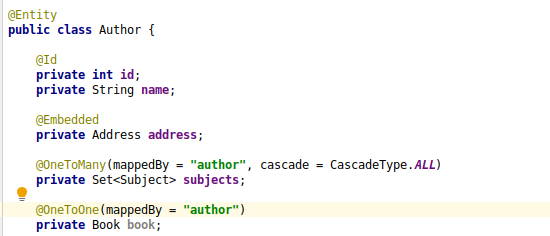 @Entity
public class Author {
@Id
private int id;
private String name;
@Embedded
private Address address;
@OneToMany(mappedBy = "author", cascade = CascadeType.ALL)
private Set<Subject> subjects;
@OneToOne(mappedBy = "author")
private Book book;